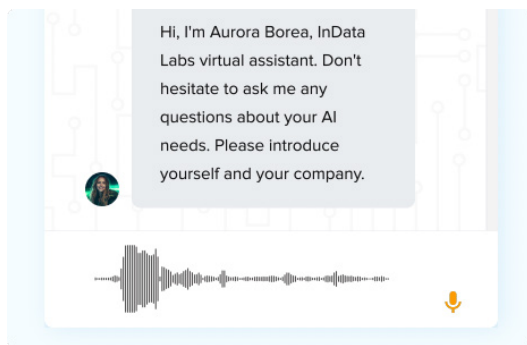 Hi, I'm Aurora Borea, InData
Labs virtual assistant. Don't
hesitate to ask me any
questions about your AI
needs. Please introduce
yourself and your company.